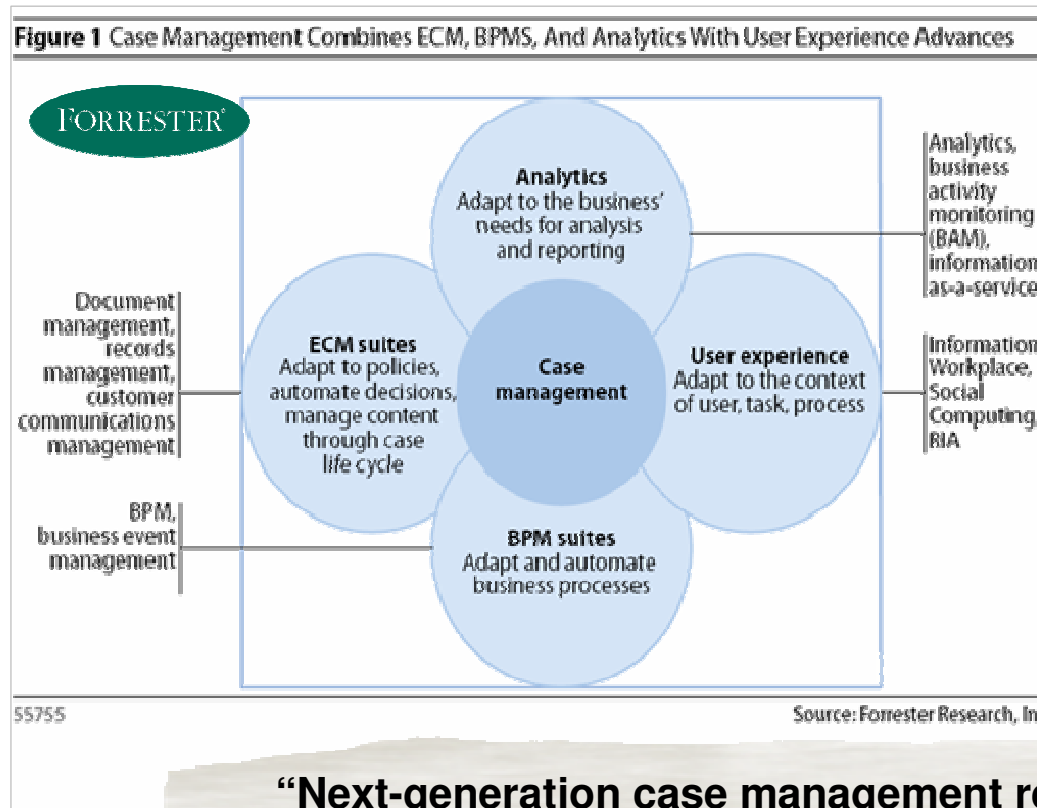 Figure 1 Case Management Combines ECM, BPMS, And Analytics With User Experience Advances
FORRESTER®
Analytics
Adapt to the business'
needs for analysis
and reporting
Analytics,
business
activity
monitoring
(BAM),
information
as-a-service
Document
management,
records
management,
customer
communications
management
ECM suites
Adapt to policies,
automate decisions,
manage content
through case
life cycle
Case
management
User experience
Adapt to the context
of user, task, process
Information
Workplace,
Social
Computing,
RIA
BPM,
business event
management
BPM suites
Adapt and automate
business processes
55755
Source: Forrester Research, In
“Next-generation case management re